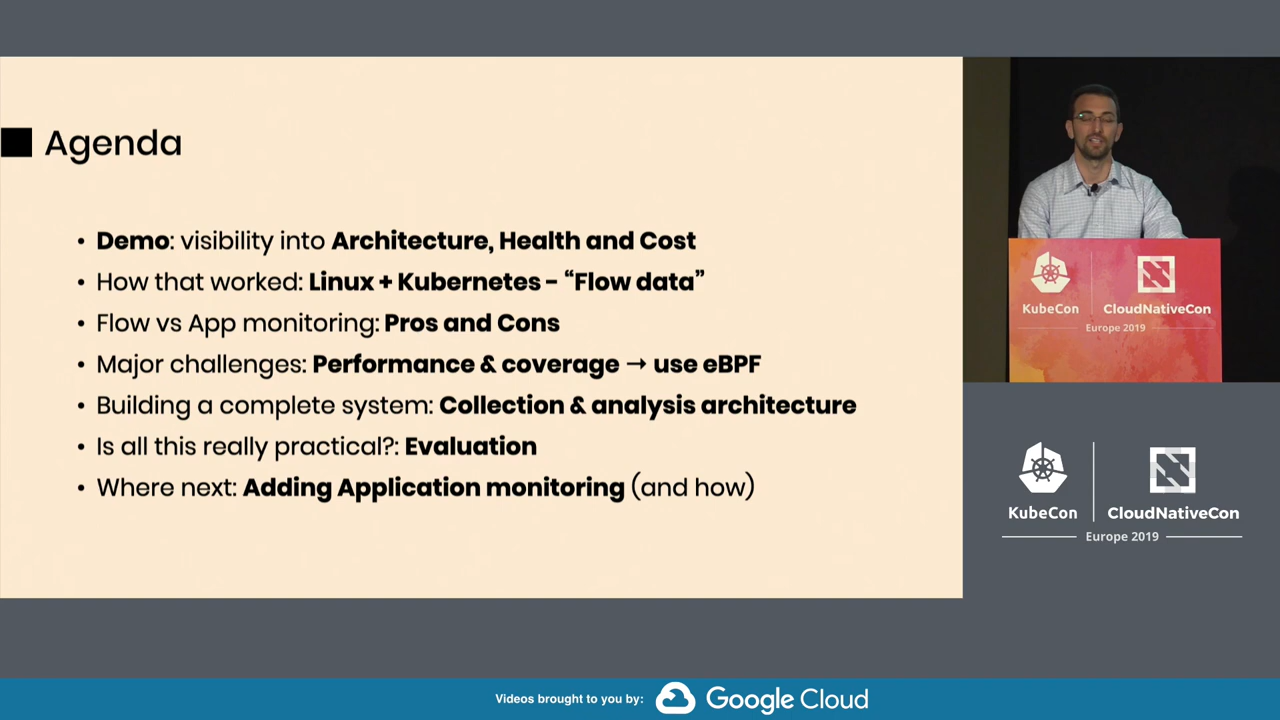 Agenda
• Demo: visibility into Architecture, Health and Cost
• How that worked: Linux + Kubernetes - “Flow data”
• Flow vs App monitoring: Pros and Cons
• Major challenges: Performance & coverage → use eBPF
• Building a complete system: Collection & analysis architecture
• Is all this really practical?: Evaluation
• Where next: Adding Application monitoring (and how)
KubeCon CloudNativeCon
Europe 2019
KubeCon CloudNativeCon
Europe 2019
Videos brought to you by: Google Cloud